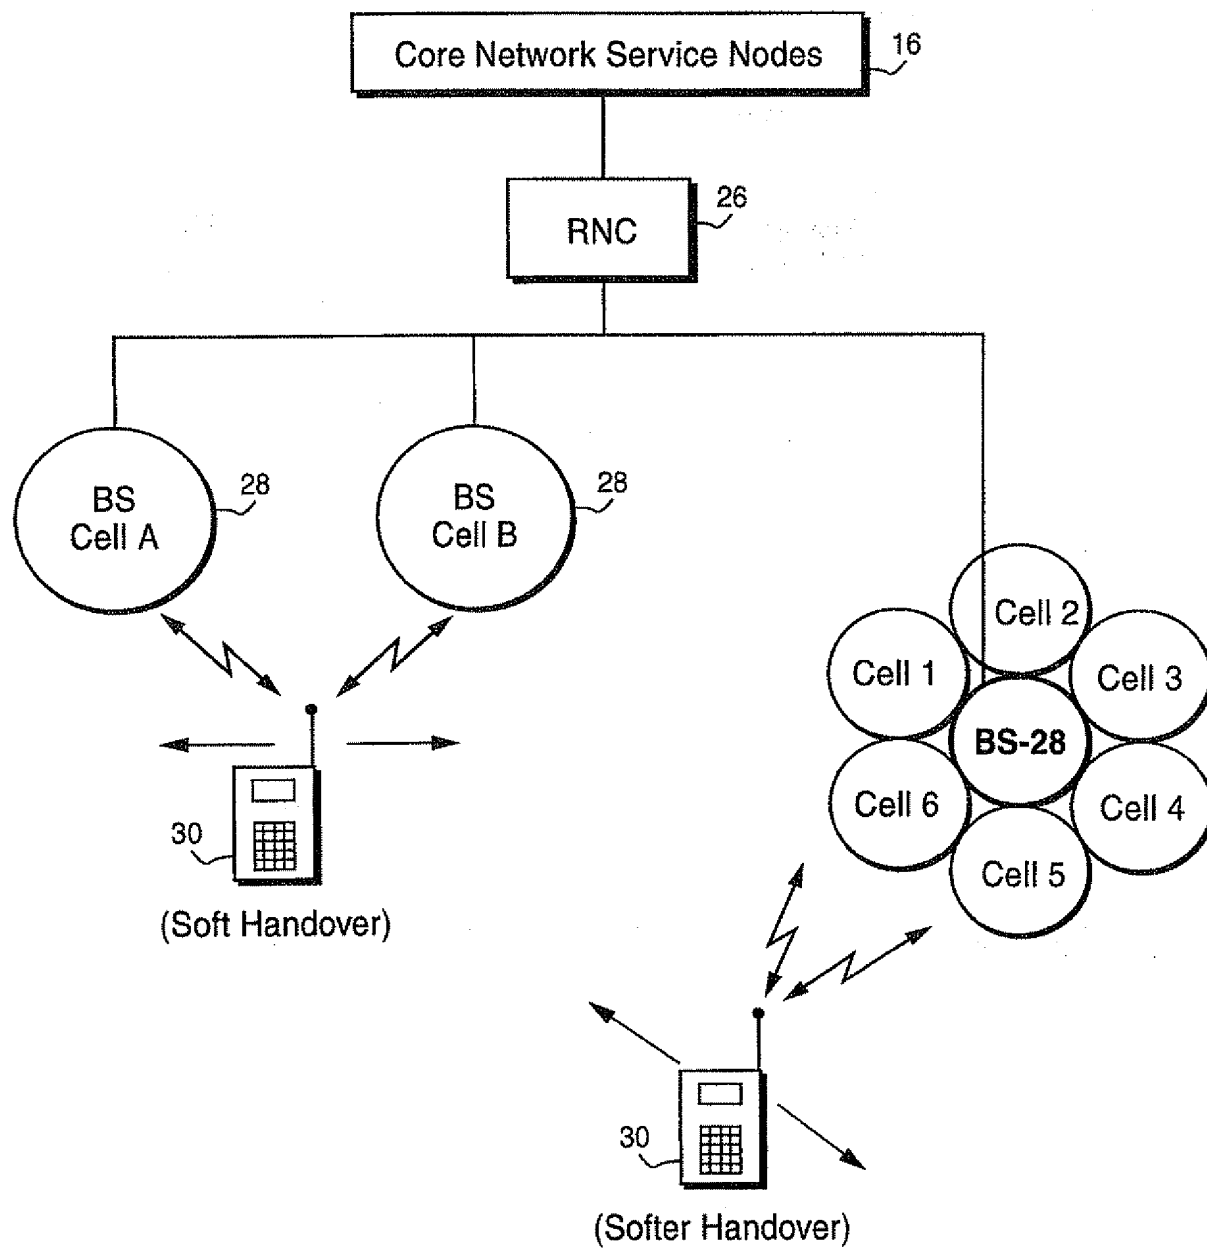 Core Network Service Nodes
16
RNC
26
BS
Cell A
28
BS
Cell B
28
Cell 2
Cell 1
Cell 3
BS-28
Cell 6
Cell 4
Cell 5
30
(Soft Handover)
30
(Softer Handover)